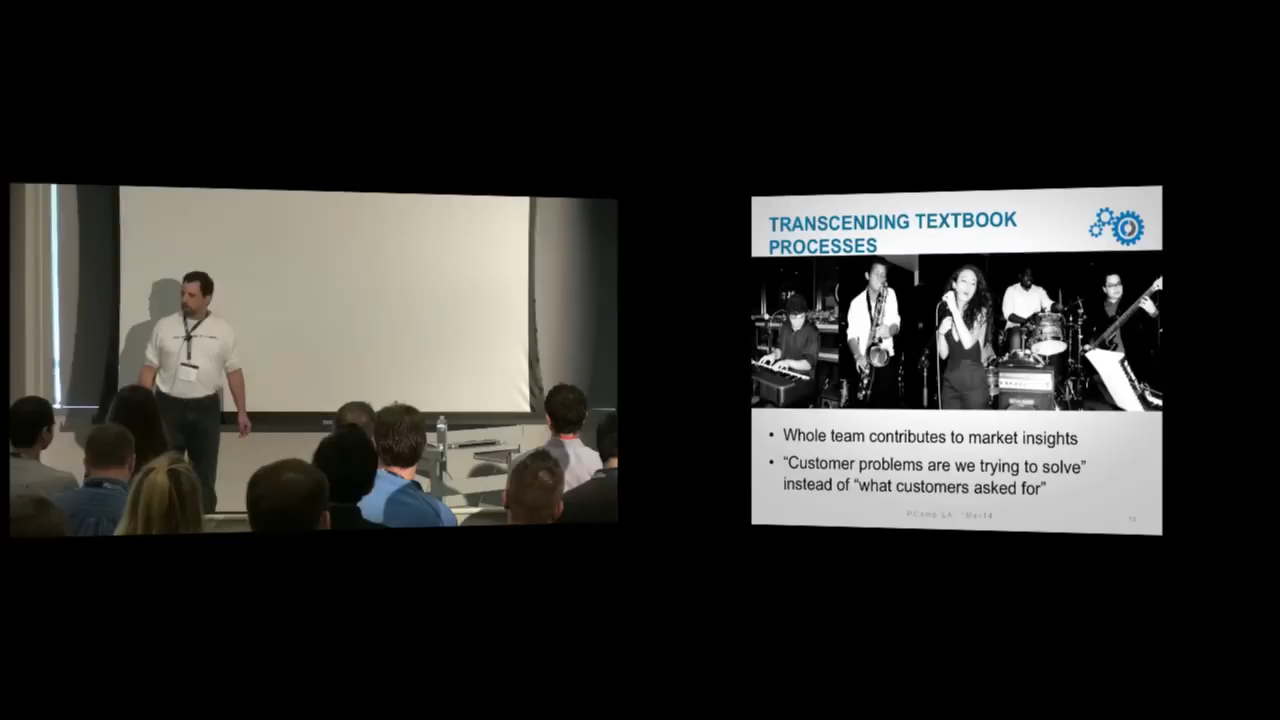 TRANSCENDING TEXTBOOK
PROCESSES
• Whole team contributes to market insights
• “Customer problems are we trying to solve”
instead of “what customers asked for”